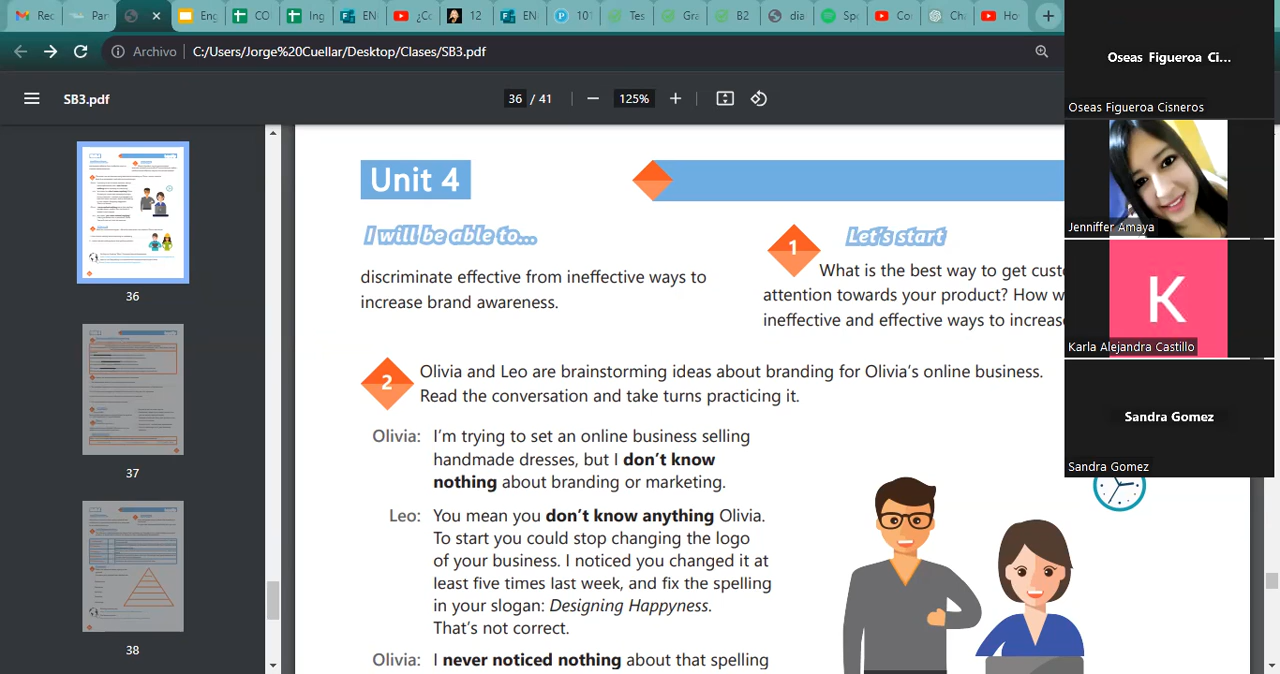 Rec
Par
Eng
CO
Ing
EN
¿Co
12
EN
101
Tes
Gra
B2
dia
Spo
Cor
Cha
Ho
Archivo
C:/Users/Jorge%20Cuellar/Desktop/Clases/SB3.pdf
SB3.pdf
36 / 41
125%
36
37
38
Unit 4
I will be able to...
discriminate effective from ineffective ways to
increase brand awareness.
1
Let's start
What is the best way to get cust
attention towards your product? How w
ineffective and effective ways to increas
2
Olivia and Leo are brainstorming ideas about branding for Olivia's online business.
Read the conversation and take turns practicing it.
Olivia: I'm trying to set an online business selling
handmade dresses, but I don't know
nothing about branding or marketing.
Leo: You mean you don't know anything Olivia.
To start you could stop changing the logo
of your business. I noticed you changed it at
least five times last week, and fix the spelling
in your slogan: Designing Happyness.
That's not correct.
Olivia: I never noticed nothing about that spelling
Oseas Figueroa Ci...
Oseas Figueroa Cisneros
Jenniffer Amaya
K
Karla Alejandra Castillo
Sandra Gomez
Sandra Gomez